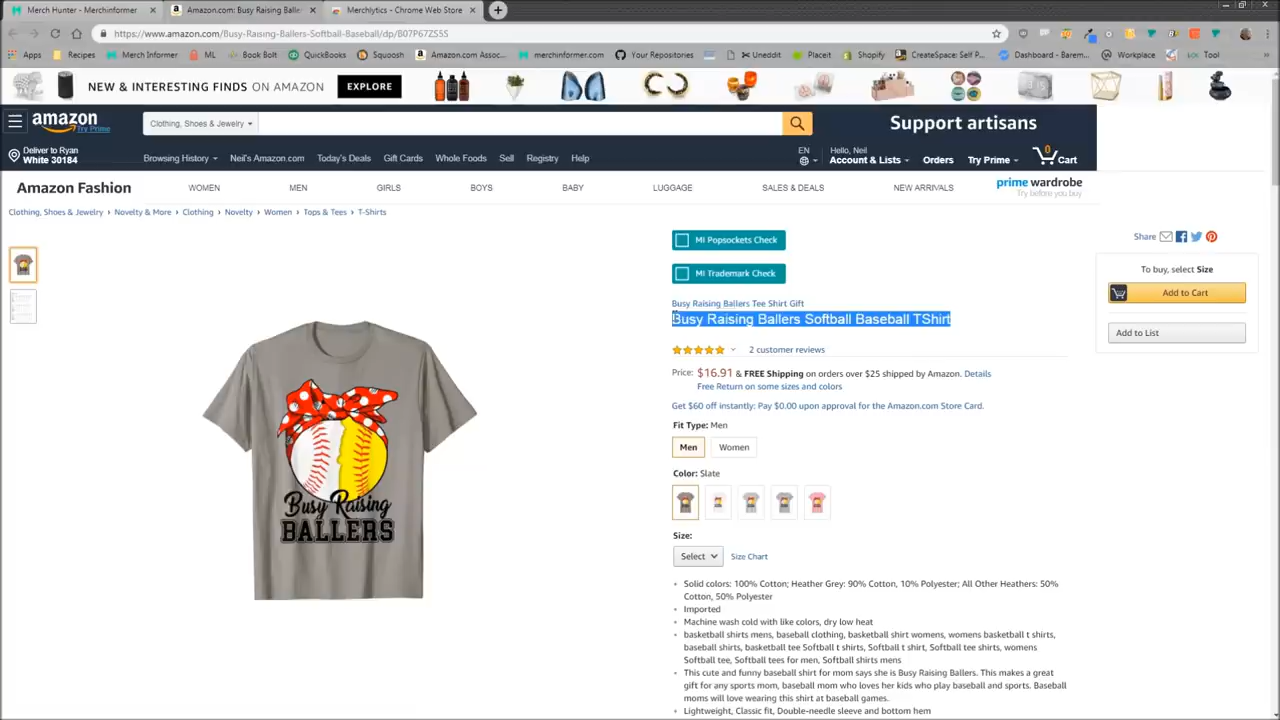 Merch Hunter - Merchinformer
Amazon.com: Busy Raising Balle
Merchlytics - Chrome Web Store
https://www.amazon.com/Busy-Raising-Ballers-Softball-Baseball/dp/B07P67ZS5S
Apps Recipes Merch Informer ML Book Bolt QuickBooks Squoosh Amazon.com Assoc... merchinformer.com Your Repositories Uneddit Placeit Shopify CreateSpace: Self P... Dashboard - Barem... Workplace Tool
NEW & INTERESTING FINDS ON AMAZON EXPLORE
amazon Try Prime
Clothing, Shoes & Jewelry
Support artisans
Deliver to Ryan
White 30184
Browsing History Neil's Amazon.com Today's Deals Gift Cards Whole Foods Sell Registry Help
EN
Hello, Neil
Account & Lists Orders Try Prime 0 Cart
Amazon Fashion WOMEN MEN GIRLS BOYS BABY LUGGAGE SALES & DEALS NEW ARRIVALS prime wardrobe
Try before you buy
Clothing, Shoes & Jewelry › Novelty & More › Clothing › Novelty › Women › Tops & Tees › T-Shirts
MI Popsockets Check
MI Trademark Check
Share
Busy Raising Ballers Tee Shirt Gift
Busy Raising Ballers Softball Baseball TShirt
2 customer reviews
Price: $16.91 & FREE Shipping on orders over $25 shipped by Amazon. Details
Free Return on some sizes and colors
Get $60 off instantly: Pay $0.00 upon approval for the Amazon.com Store Card.
Fit Type: Men
Men Women
Color: Slate
Size:
Select Size Chart
Solid colors: 100% Cotton; Heather Grey: 90% Cotton, 10% Polyester; All Other Heathers: 50%
Cotton, 50% Polyester
Imported
Machine wash cold with like colors, dry low heat
basketball shirts mens, baseball clothing, basketball shirt womens, womens basketball t shirts,
baseball shirts, basketball tee Softball t shirts, Softball t shirt, Softball tee shirts, womens
Softball tee, Softball tees for men, Softball shirts mens
This cute and funny baseball shirt for mom says she is Busy Raising Ballers. This makes a great
gift for any sports mom, baseball mom who loves her kids who play baseball and sports. Baseball
moms will love wearing this shirt at baseball games.
Lightweight, Classic fit, Double-needle sleeve and bottom hem
To buy, select Size
Add to Cart
Add to List
Busy Raising
BALLERS